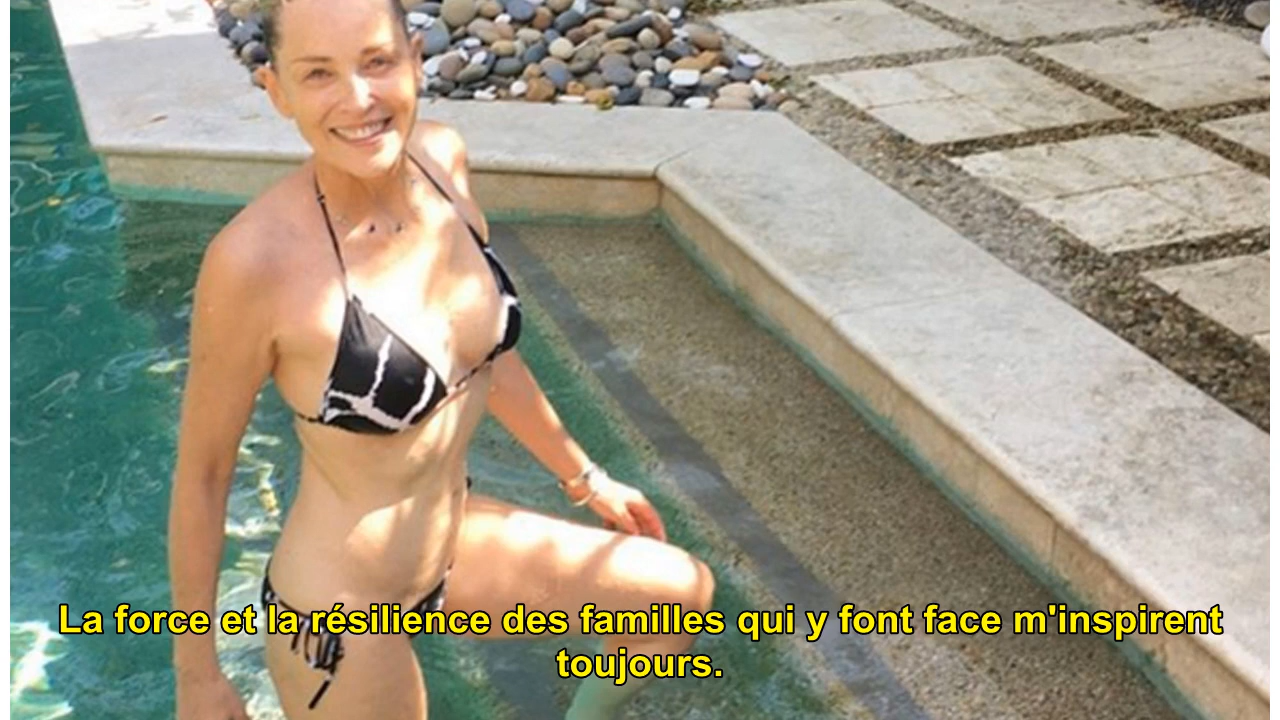 La force et la résilience des familles qui y font face m'inspirent
toujours.